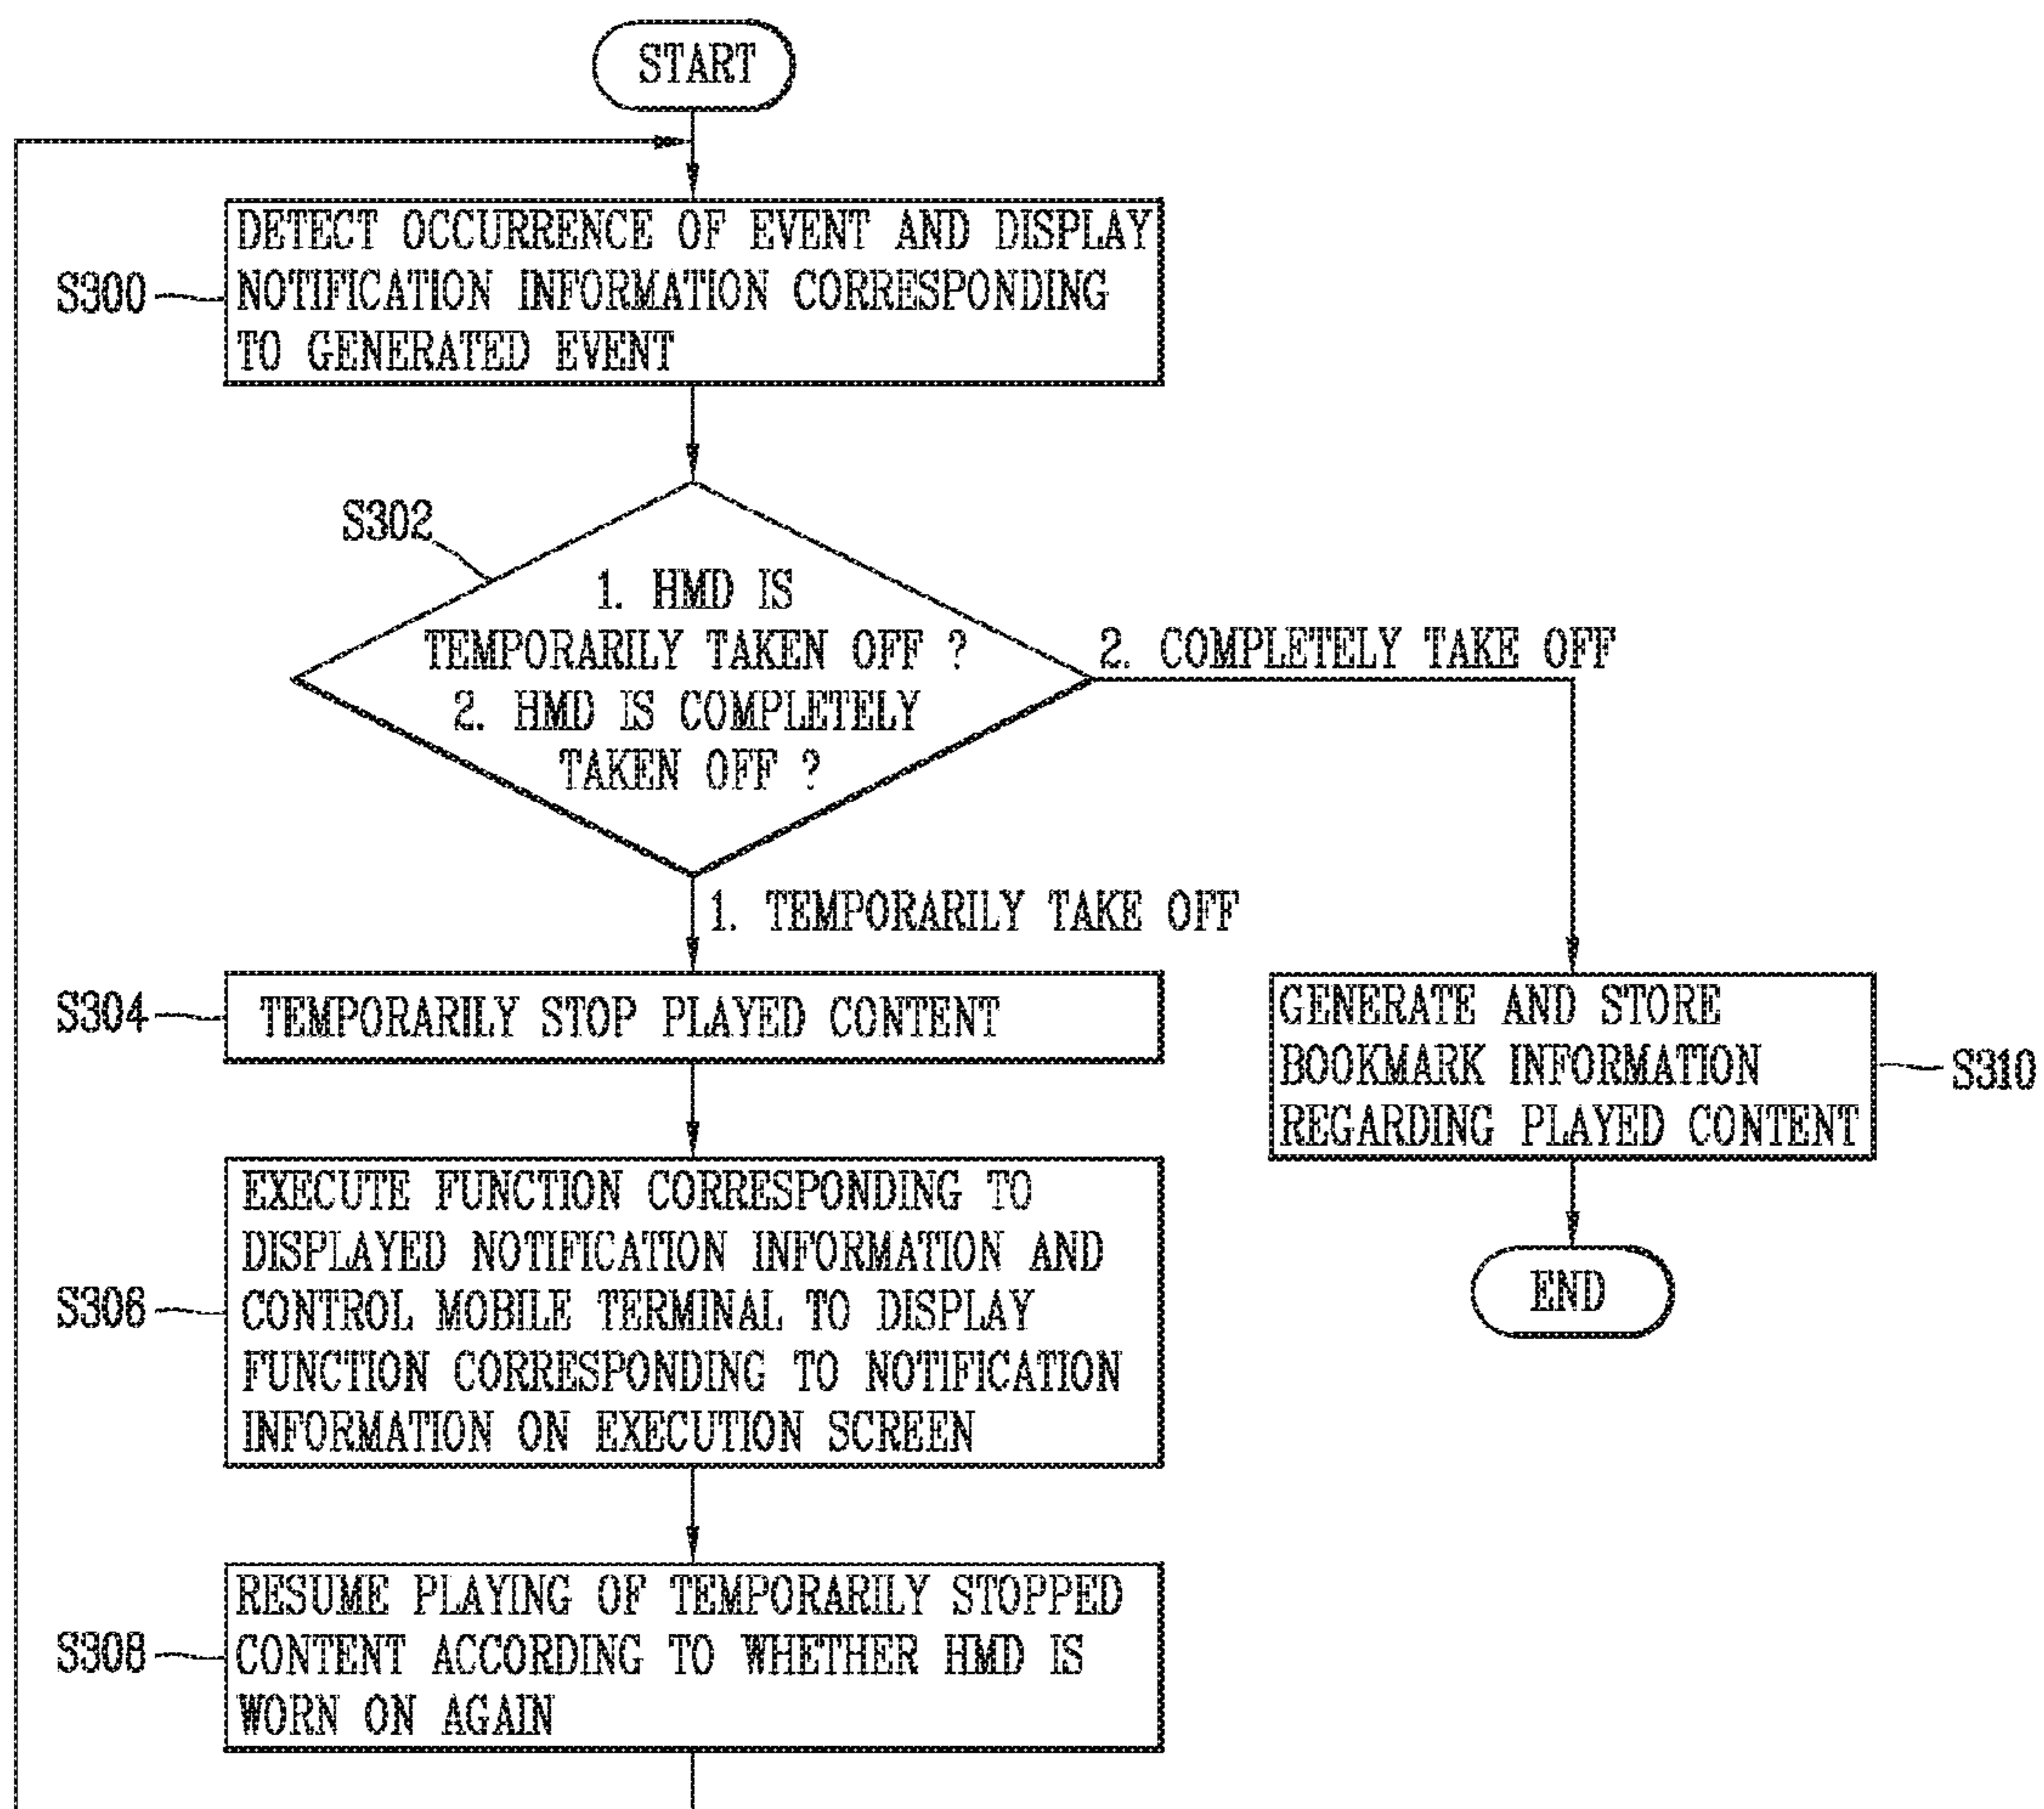 START
DETECT OCCURRENCE OF EVENT AND DISPLAY
S300
NOTIFICATION INFORMATION CORRESPONDING
TO GENERATED EVENT
S302
1. HMD IS
TEMPORARILY TAKEN OFF ?
2. HMD IS COMPLETELY
TAKEN OFF ?
2. COMPLETELY TAKE OFF
1. TEMPORARILY TAKE OFF
S304
TEMPORARILY STOP PLAYED CONTENT
GENERATE AND STORE
BOOKMARK INFORMATION
REGARDING PLAYED CONTENT
S310
EXECUTE FUNCTION CORRESPONDING TO
DISPLAYED NOTIFICATION INFORMATION AND
S306
CONTROL MOBILE TERMINAL TO DISPLAY
FUNCTION CORRESPONDING TO NOTIFICATION
INFORMATION ON EXECUTION SCREEN
END
RESUME PLAYING OF TEMPORARILY STOPPED
S308
CONTENT ACCORDING TO WHETHER HMD IS
WORN ON AGAIN